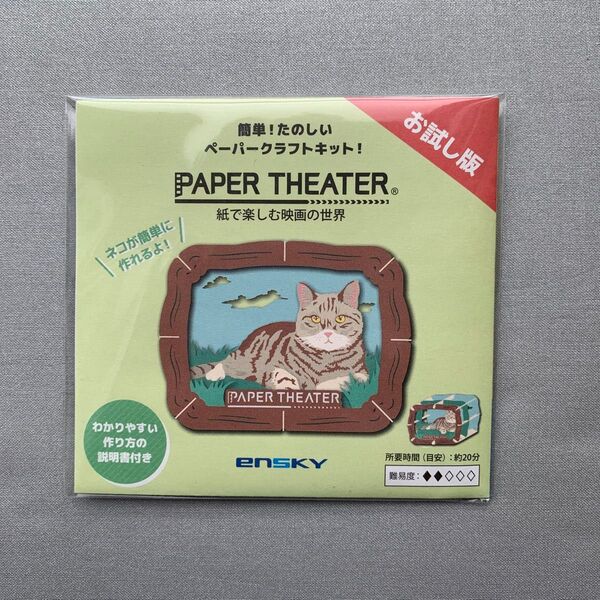 お試し版
簡単！たのしい
ペーパークラフトキット！
PAPER THEATER®
紙で楽しむ映画の世界
ネコが簡単に
作れるよ！
PAPER THEATER
わかりやすい
作り方の
説明書付き
ensky
所要時間（目安）：約20分
難易度：♦♦♢♢♢